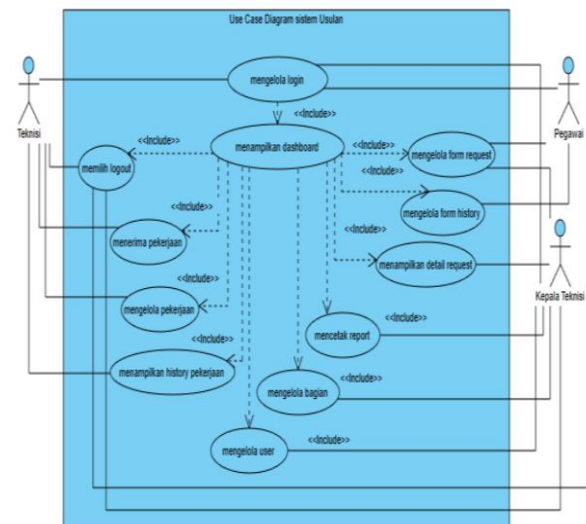 Use Case Diagram sistem Usulan
mengelola login
Teknisi
Pegawai
<<Include>>
<<Include>>
menampilkan dashboard
<<Include>>
mengelola form request
memilih logout
<<Include>>
<<Include>>
mengelola form history
menerima pekerjaan
<<Include>>
menampilkan detail request
Kepala Teknisi
<<Include>>
mengelola pekerjaan
mencetak report
<<Include>>
<<Include>>
menampilkan history pekerjaan
mengelola bagian
<<Include>>
mengelola user
<<Include>>